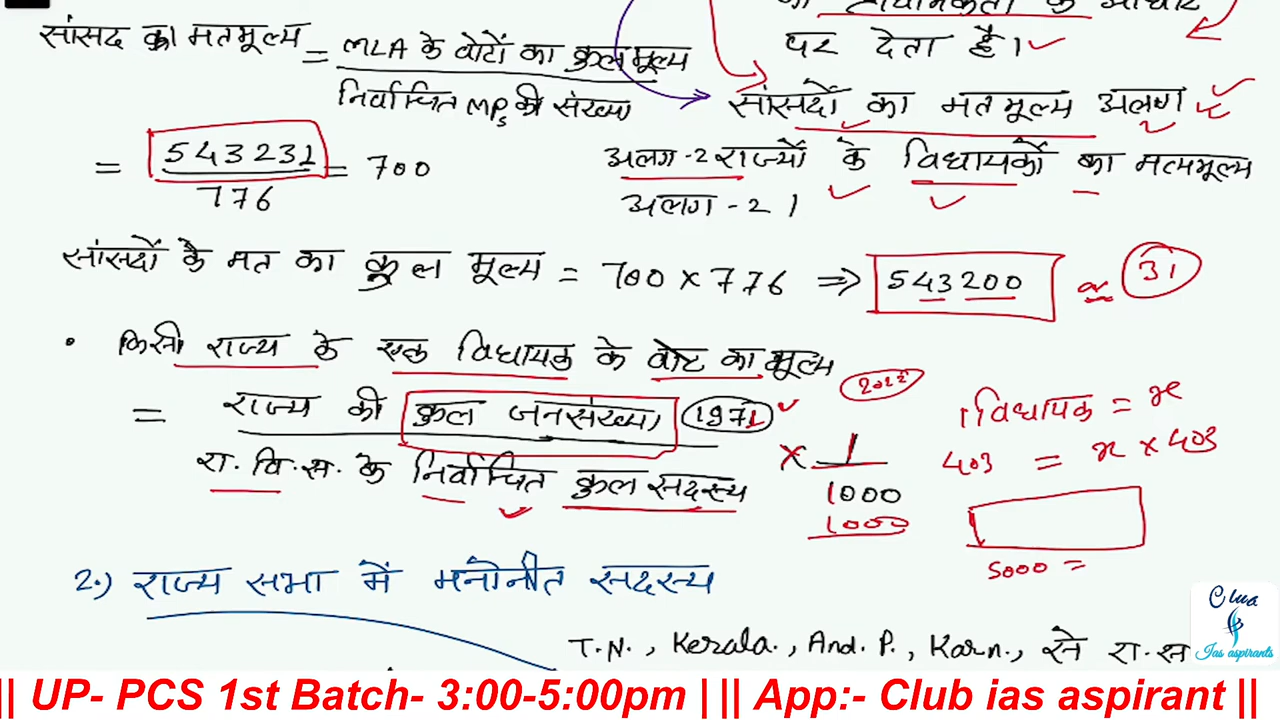 के आधार
पर देता है।
सांसद का मतमूल्य = MLA के वोटों का कुल मूल्य
निर्वाचित MPs की संख्या
सांसदों का मतमूल्य अलग
= 543231 = 700
776
अलग-2 राज्यों के विधायकों का मतमूल्य
अलग-2।
सांसदों के मत का कुल मूल्य = 700 × 776 ⇒ 543200 31
• किसी राज्य के एक विधायक के वोट का मूल्य
= राज्य की कुल जनसंख्या (1971) × 1
रा. वि. स. के निर्वाचित कुल सदस्य 1000
1000
2022
1 विधायक = x
403 = x × 403
5000 =
2.) राज्य सभा में मनोनीत सदस्य
T.N., Kerala., And. P., Karn., से रा. स
Club
Ias aspirants
|| UP- PCS 1st Batch- 3:00-5:00pm | || App:- Club ias aspirant ||